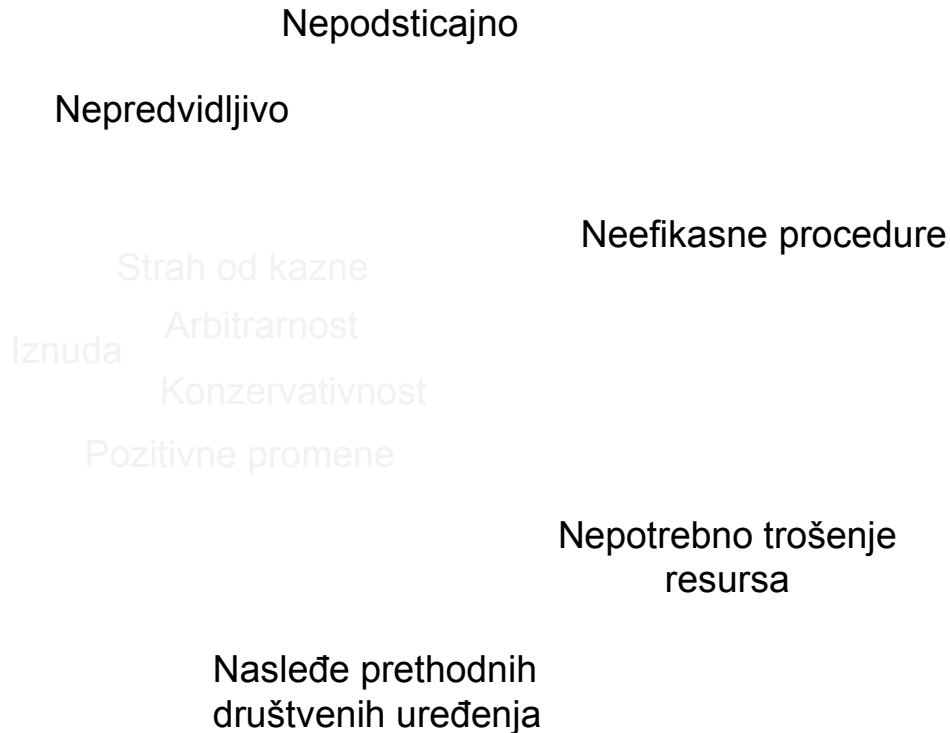 Nepodsticajno
Nepredvidljivo
Neefikasne procedure
Strah od kazne
Arbitrarnost
Iznuda
Konzervativnost
Pozitivne promene
Nepotrebno trošenje
resursa
Nasleđe prethodnih
društvenih uređenja